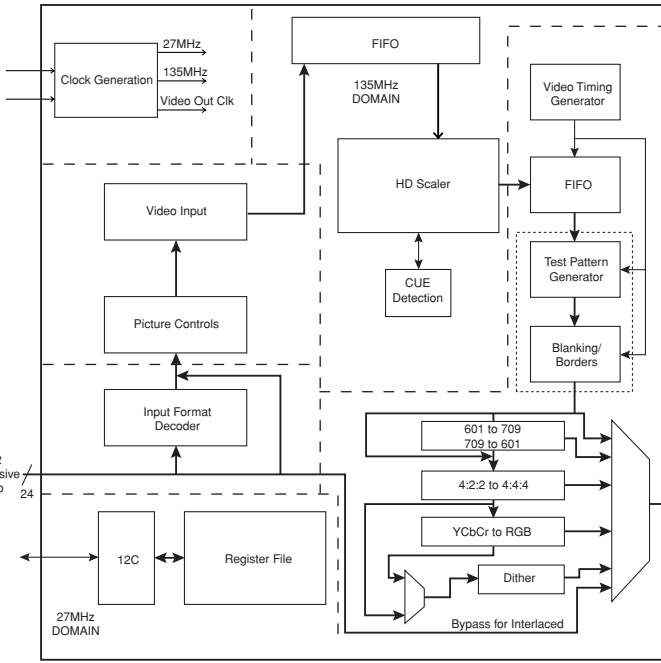 27MHz
135MHz
Video Out Clk
Clock Generation
FIFO
135MHz
DOMAIN
Video Timing
Generator
HD Scaler
FIFO
Video Input
Test Pattern
Generator
CUE
Detection
Picture Controls
Blanking/
Borders
Input Format
Decoder
601 to 709
709 to 601
4:2:2 to 4:4:4
24
YCbCr to RGB
12C
Register File
Dither
27MHz
DOMAIN
Bypass for Interlaced